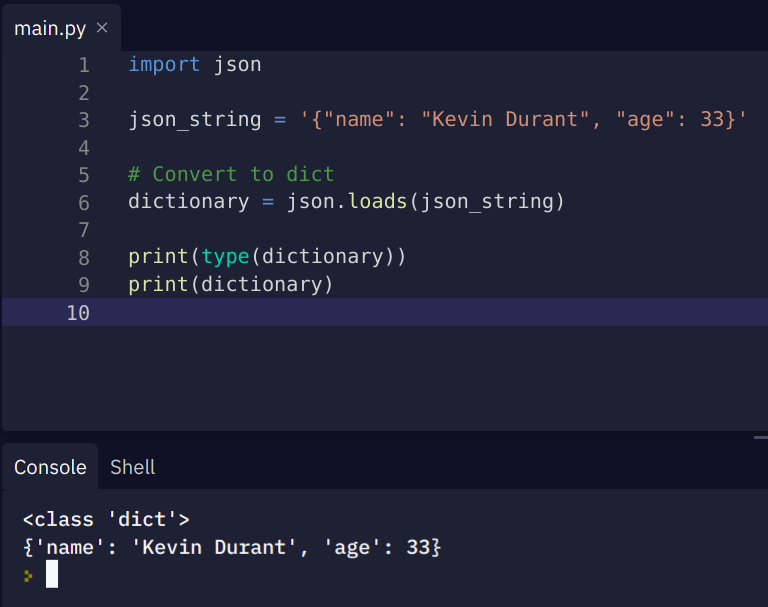 main.py ×
1 import json
2
3 json_string = '{"name": "Kevin Durant", "age": 33}'
4
5 # Convert to dict
6 dictionary = json.loads(json_string)
7
8 print(type(dictionary))
9 print(dictionary)
10
Console Shell
<class 'dict'>
{'name': 'Kevin Durant', 'age': 33}
>